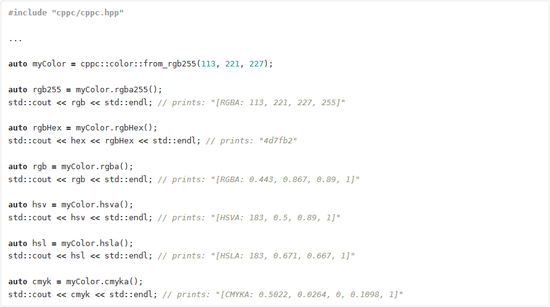 #include "cppc/cppc.hpp"
...
auto myColor = cppc::color::from_rgb255(113, 221, 227);
auto rgb255 = myColor.rgba255();
std::cout << rgb << std::endl; // prints: "[RGBA: 113, 221, 227, 255]"
auto rgbHex = myColor.rgbHex();
std::cout << hex << rgbHex << std::endl; // prints: "4d7fb2"
auto rgb = myColor.rgba();
std::cout << rgb << std::endl; // prints: "[RGBA: 0.443, 0.867, 0.89, 1]"
auto hsv = myColor.hsva();
std::cout << hsv << std::endl; // prints: "[HSVA: 183, 0.5, 0.89, 1]"
auto hsl = myColor.hsla();
std::cout << hsl << std::endl; // prints: "[HSLA: 183, 0.671, 0.667, 1]"
auto cmyk = myColor.cmyka();
std::cout << cmyk << std::endl; // prints: "[CMYKA: 0.5022, 0.0264, 0, 0.1098, 1]"